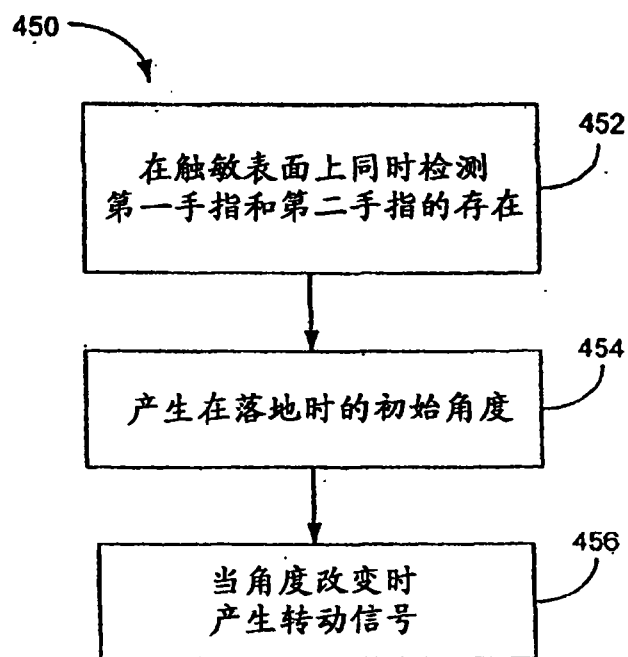 450
452
在触敏表面上同时检测
第一手指和第二手指的存在
454
产生在落地时的初始角度
456
当角度改变时
产生转动信号